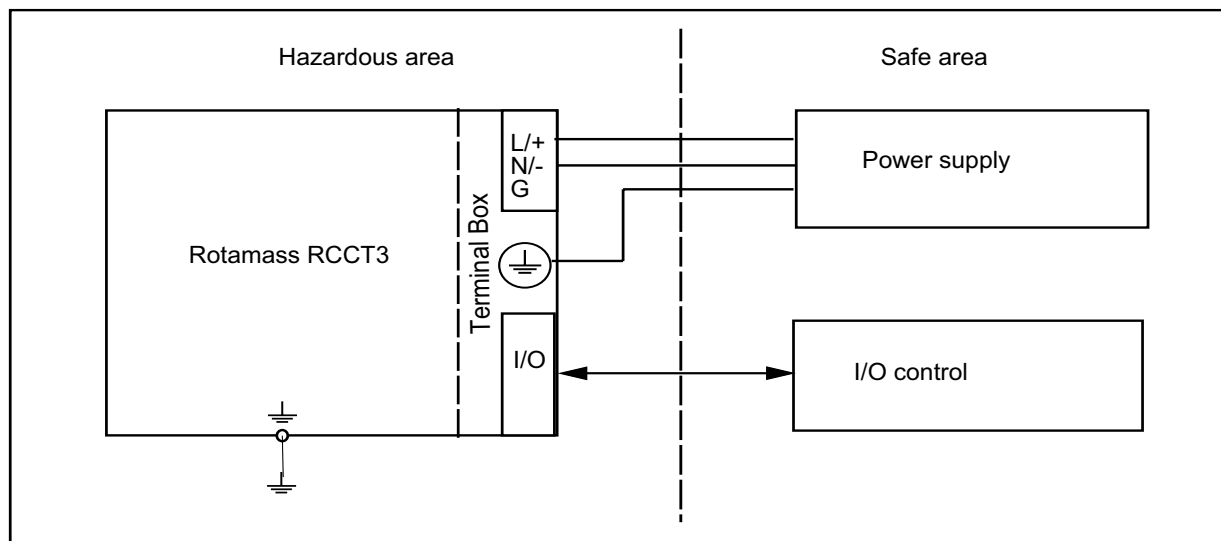 Hazardous area
Safe area
L/+
N/-
G
Power supply
Rotamass RCCT3
Terminal Box
I/O
I/O control